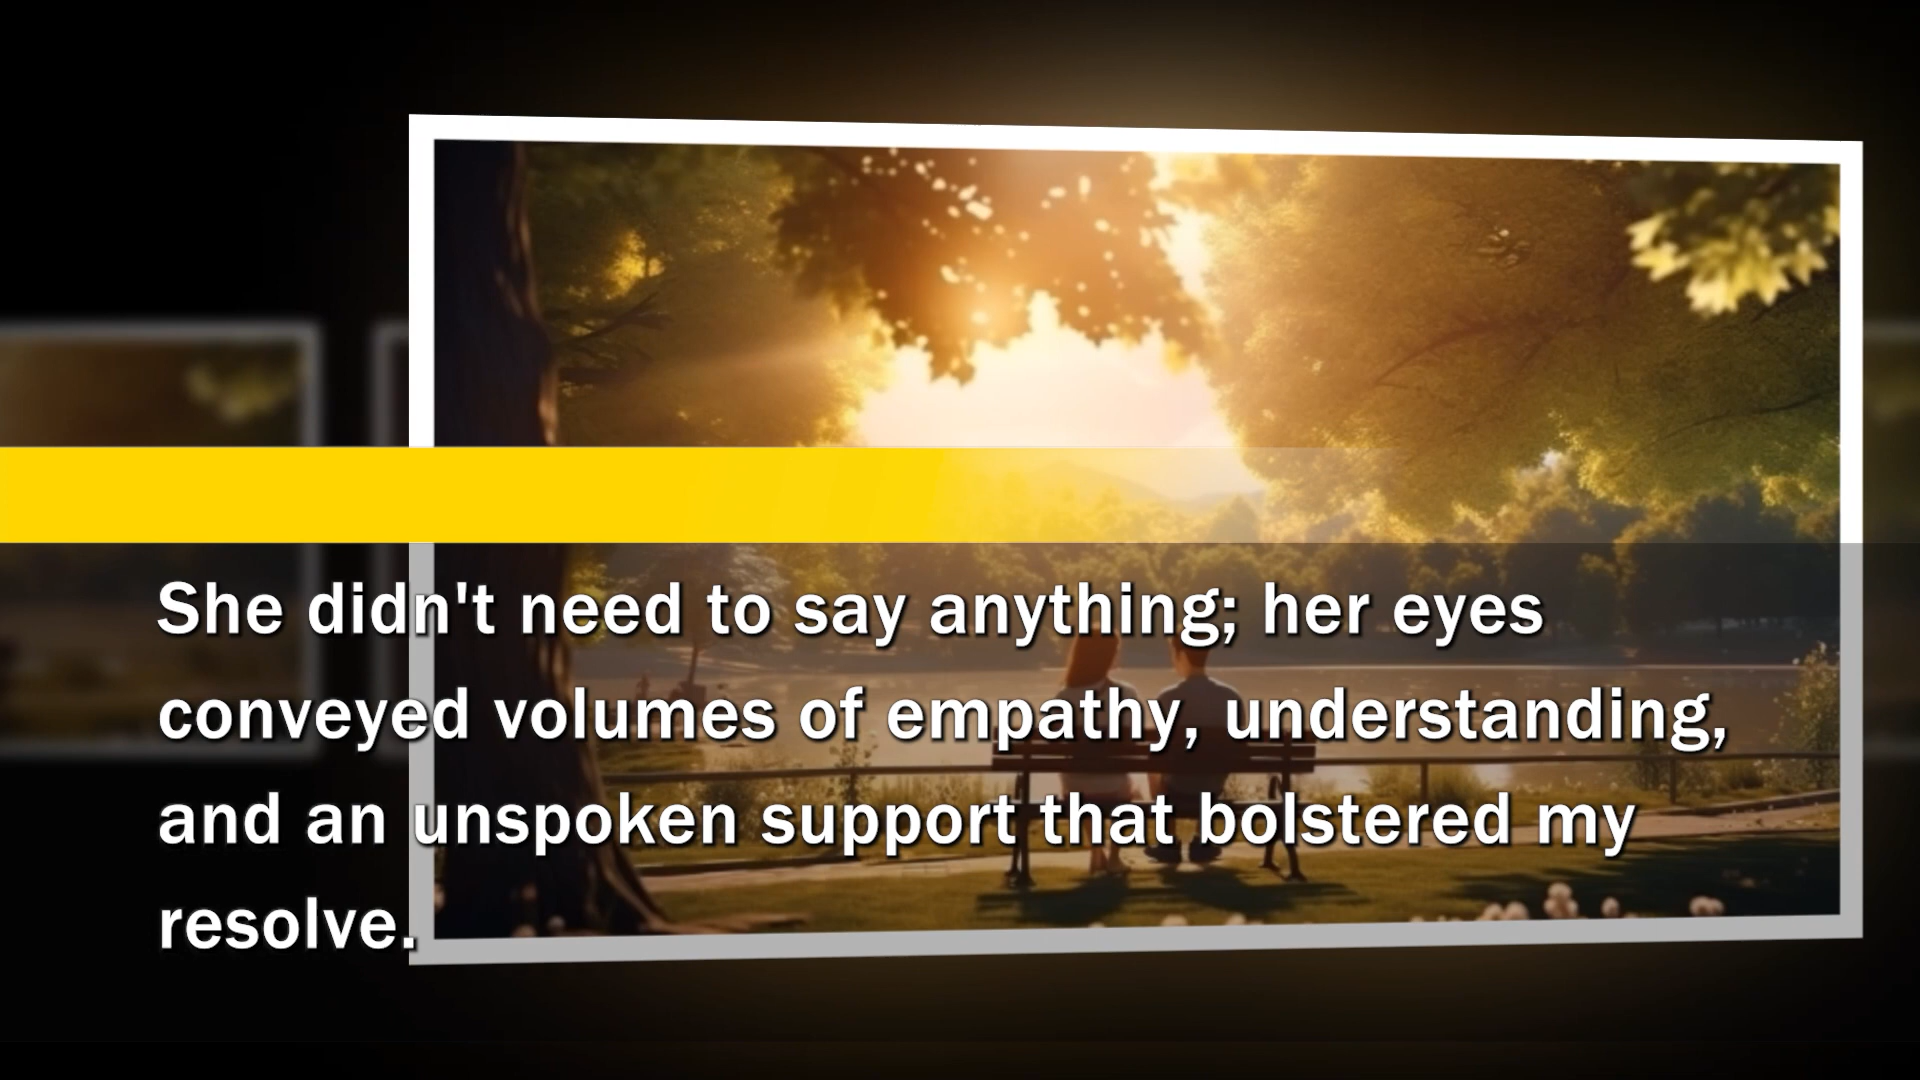 She didn't need to say anything; her eyes
conveyed volumes of empathy, understanding,
and an unspoken support that bolstered my
resolve.